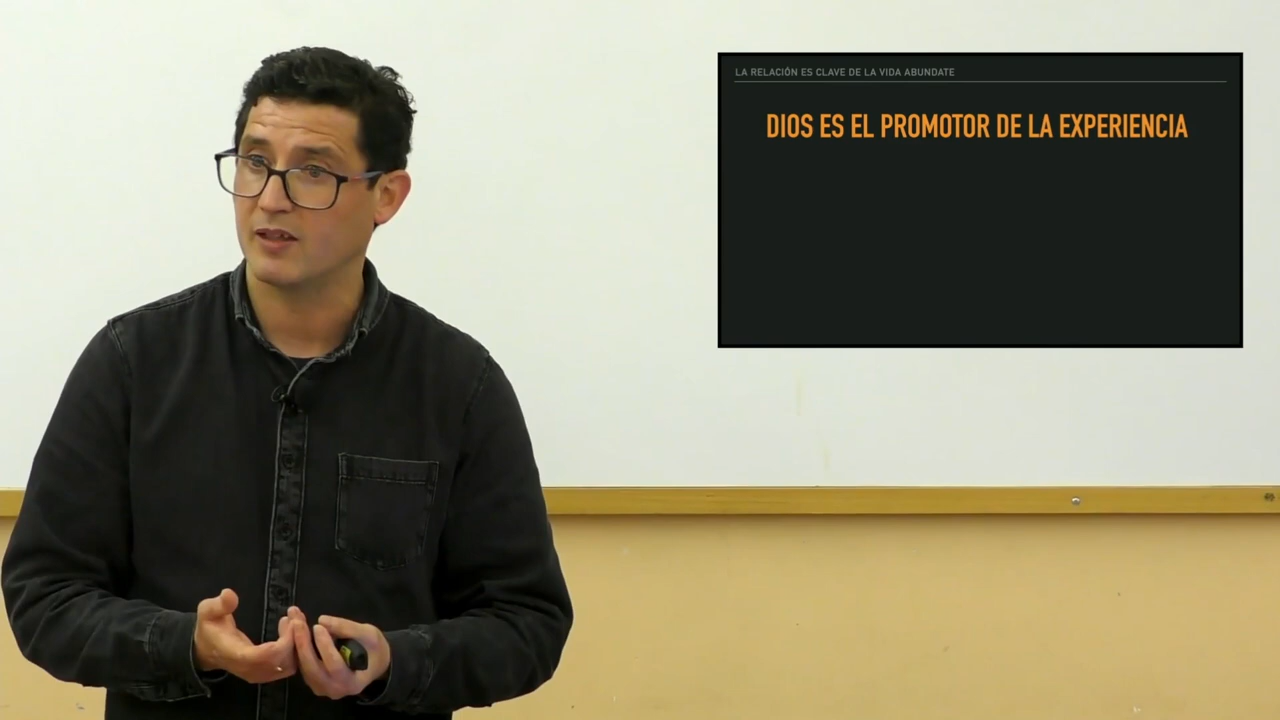 LA RELACIÓN ES CLAVE DE LA VIDA ABUNDATE
DIOS ES EL PROMOTOR DE LA EXPERIENCIA